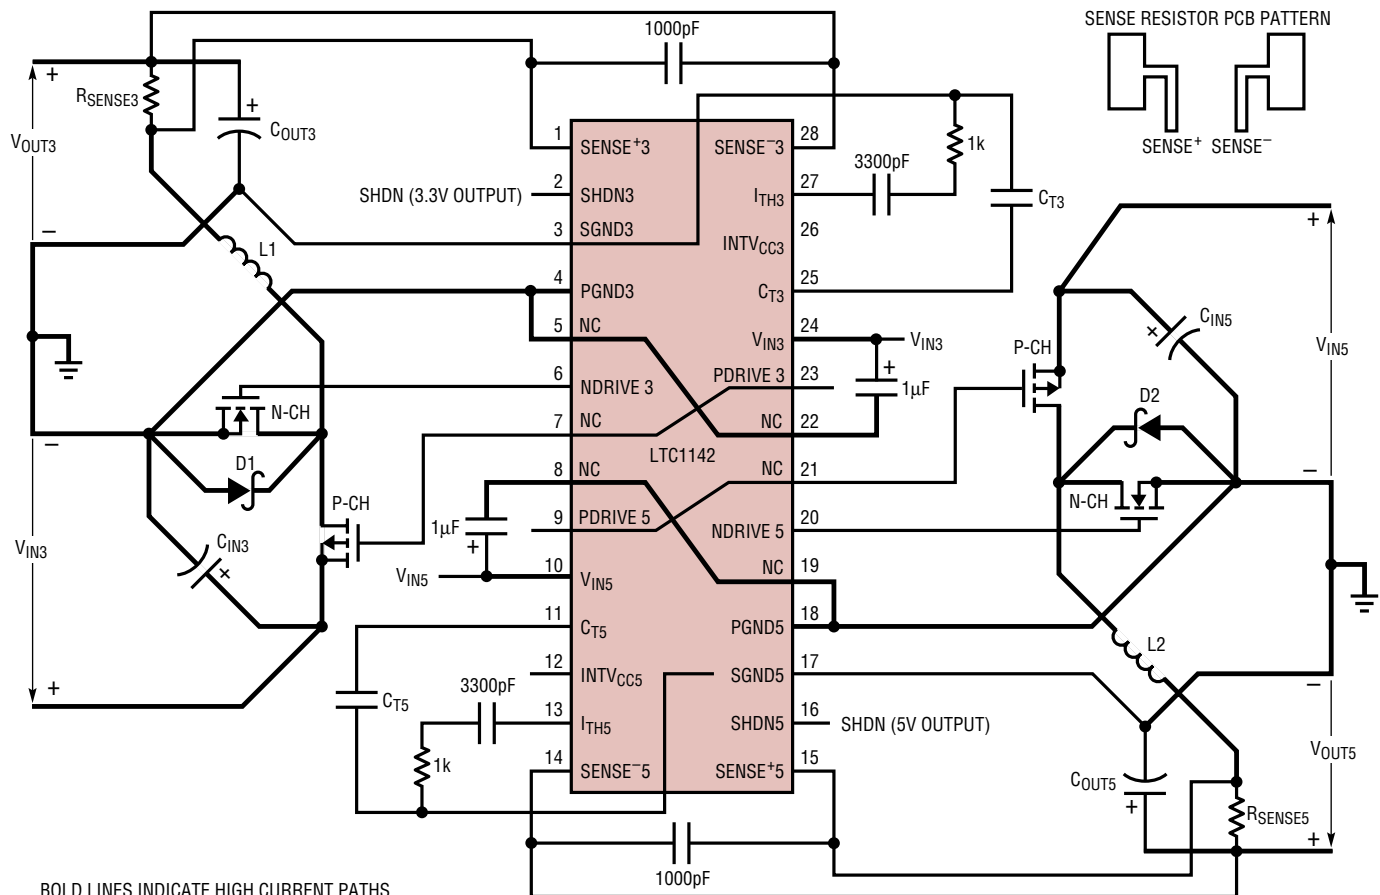 SENSE RESISTOR PCB PATTERN
SENSE+ SENSE−
1000pF
+
RSENSE3
+
COUT3
VOUT3
−
L1
1 SENSE+3
SHDN (3.3V OUTPUT) 2 SHDN3
3 SGND3
4 PGND3
5 NC
6 NDRIVE 3
7 NC
8 NC
9 PDRIVE 5
10 VIN5
11 CT5
12 INTVCC5
13 ITH5
14 SENSE−5
LTC1142
SENSE−3 28
ITH3 27
INTVCC3 26
CT3 25
VIN3 24 VIN3
PDRIVE 3 23
NC 22
NC 21
NDRIVE 5 20
NC 19
PGND5 18
SGND5 17
SHDN5 16 SHDN (5V OUTPUT)
SENSE+5 15
3300pF
1k
CT3
+
1µF
N-CH
−
D1
P-CH
CIN3
+
VIN3
+
1µF
+
VIN5
CT5
3300pF
1k
+
CIN5
+
VIN5
P-CH
D2
N-CH
−
L2
−
VOUT5
COUT5
+
RSENSE5
+
1000pF
BOLD LINES INDICATE HIGH CURRENT PATHS